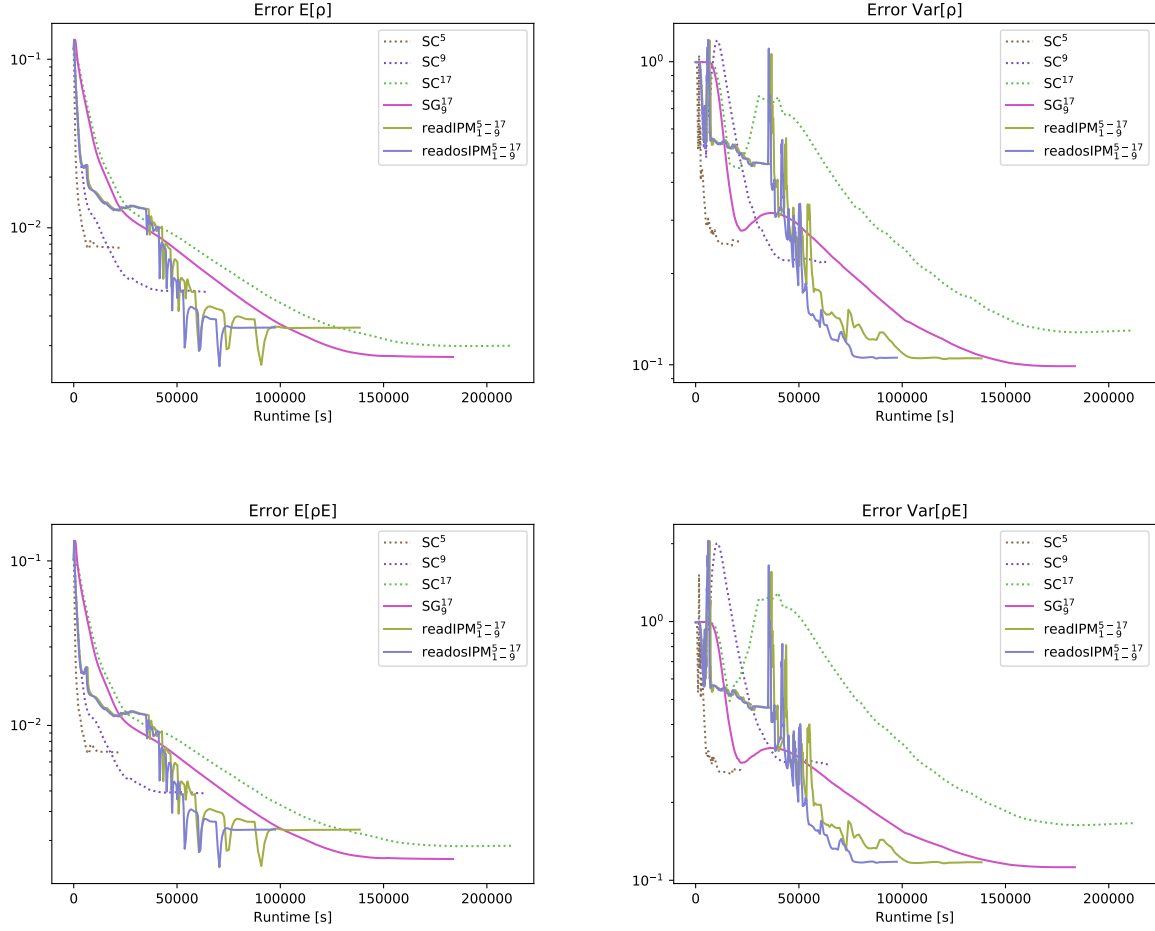 Error E[ρ]
10⁻¹
10⁻²
0
50000
100000
150000
200000
Runtime [s]
SC⁵
SC⁹
SC¹⁷
SG₉¹⁷
readIPM₁₋₉⁵⁻¹⁷
readosIPM₁₋₉⁵⁻¹⁷
Error Var[ρ]
10⁰
10⁻¹
0
50000
100000
150000
200000
Runtime [s]
SC⁵
SC⁹
SC¹⁷
SG₉¹⁷
readIPM₁₋₉⁵⁻¹⁷
readosIPM₁₋₉⁵⁻¹⁷
Error E[ρE]
10⁻¹
10⁻²
0
50000
100000
150000
200000
Runtime [s]
SC⁵
SC⁹
SC¹⁷
SG₉¹⁷
readIPM₁₋₉⁵⁻¹⁷
readosIPM₁₋₉⁵⁻¹⁷
Error Var[ρE]
10⁰
10⁻¹
0
50000
100000
150000
200000
Runtime [s]
SC⁵
SC⁹
SC¹⁷
SG₉¹⁷
readIPM₁₋₉⁵⁻¹⁷
readosIPM₁₋₉⁵⁻¹⁷